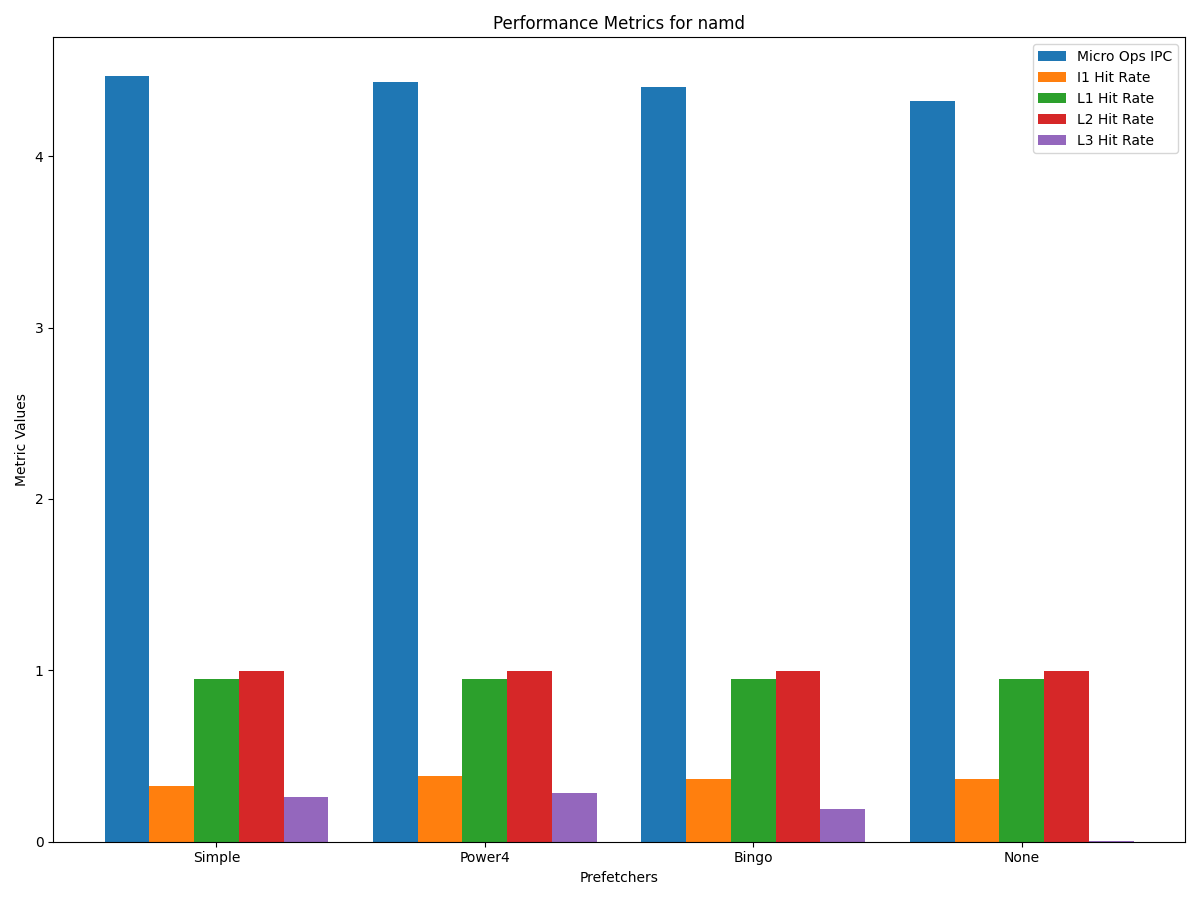 Performance Metrics for namd
Micro Ops IPC
I1 Hit Rate
L1 Hit Rate
L2 Hit Rate
L3 Hit Rate
4
3
2
1
0
Metric Values
Simple
Power4
Bingo
None
Prefetchers